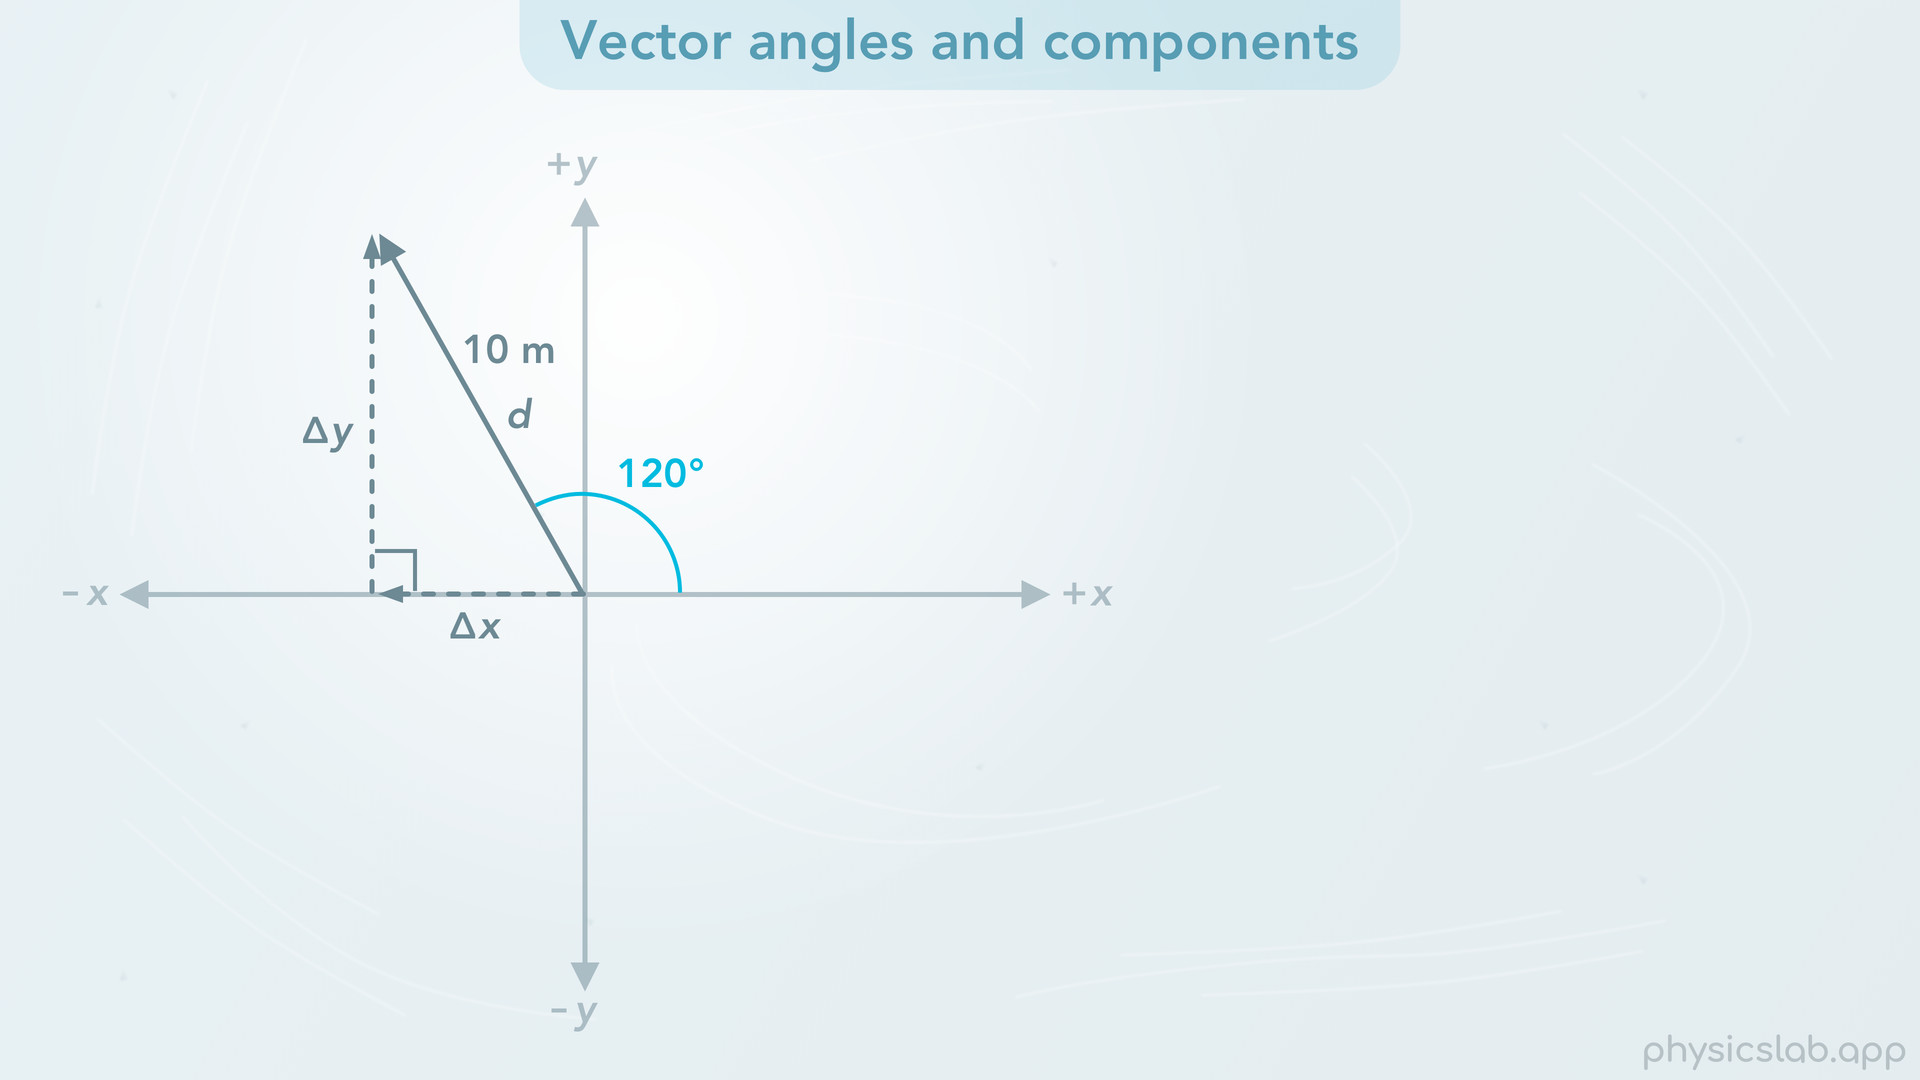 Vector angles and components
+y
10 m
d
Δy
120°
-x
+x
Δx
-y
physicslab.app